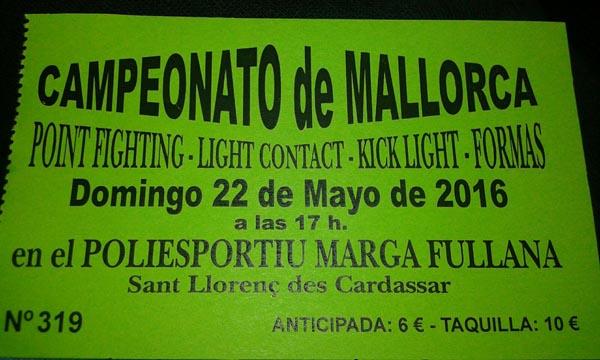 CAMPEONATO de MALLORCA
POINT FIGHTING - LIGHT CONTACT - KICK LIGHT - FORMAS
Domingo 22 de Mayo de 2016
a las 17 h.
en el POLIESPORTIU MARGA FULLANA
Sant Llorenç des Cardassar
Nº 319 ANTICIPADA: 6 € - TAQUILLA: 10 €